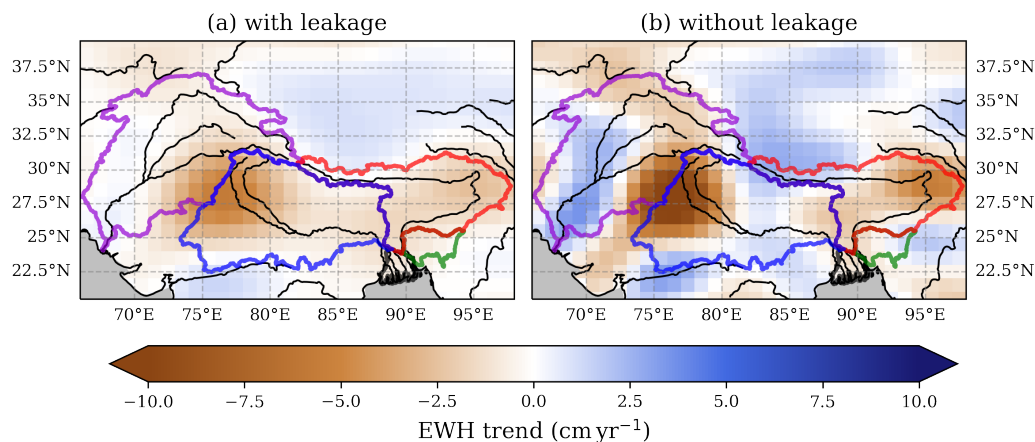 (a) with leakage
(b) without leakage
37.5°N
35°N
32.5°N
30°N
27.5°N
25°N
22.5°N
37.5°N
35°N
32.5°N
30°N
27.5°N
25°N
22.5°N
70°E 75°E 80°E 85°E 90°E 95°E
70°E 75°E 80°E 85°E 90°E 95°E
−10.0 −7.5 −5.0 −2.5 0.0 2.5 5.0 7.5 10.0
EWH trend (cm yr⁻¹)